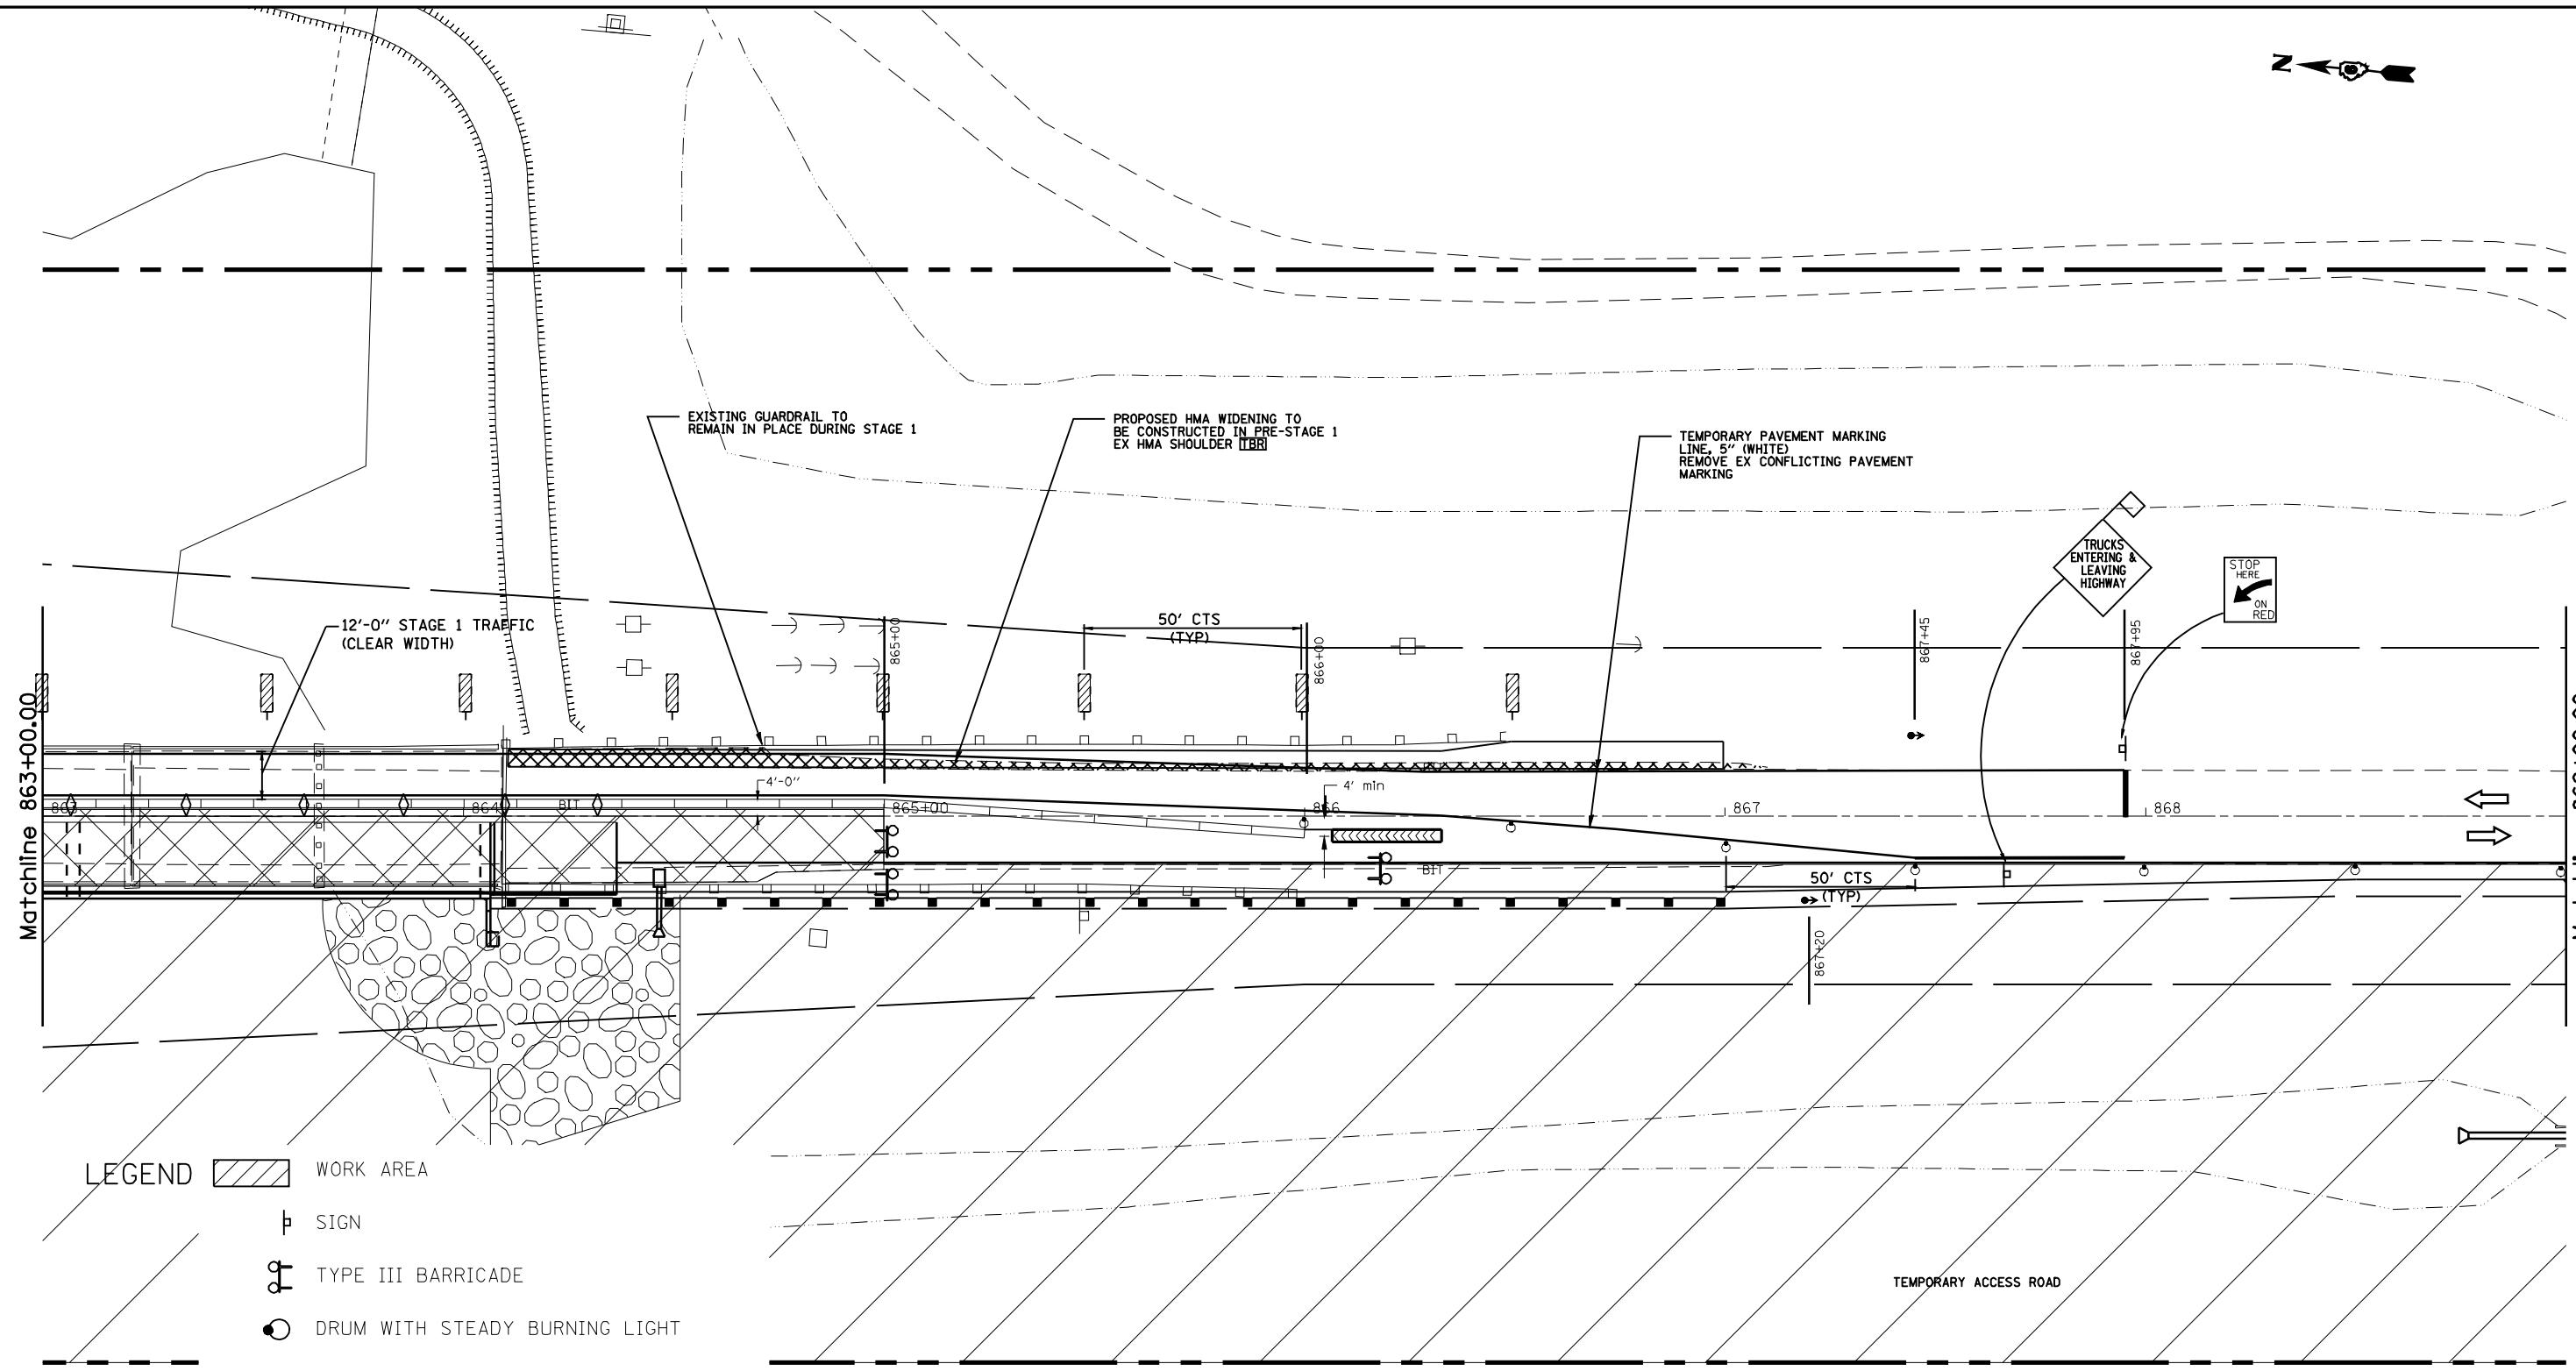 N
EXISTING GUARDRAIL TO
REMAIN IN PLACE DURING STAGE 1
PROPOSED HMA WIDENING TO
BE CONSTRUCTED IN PRE-STAGE 1
EX HMA SHOULDER TBR
TEMPORARY PAVEMENT MARKING
LINE, 5" (WHITE)
REMOVE EX CONFLICTING PAVEMENT
MARKING
TRUCKS
ENTERING &
LEAVING
HIGHWAY
STOP
HERE
ON
RED
12'-0" STAGE 1 TRAFFIC
(CLEAR WIDTH)
50' CTS
(TYP)
865+00
866+00
867+45
867+95
Matchline 863+00.00
4'-0"
4' min
864
BIT
865+00
866
867
868
BIT
50' CTS
(TYP)
867+20
LEGEND
WORK AREA
SIGN
TYPE III BARRICADE
DRUM WITH STEADY BURNING LIGHT
TEMPORARY ACCESS ROAD